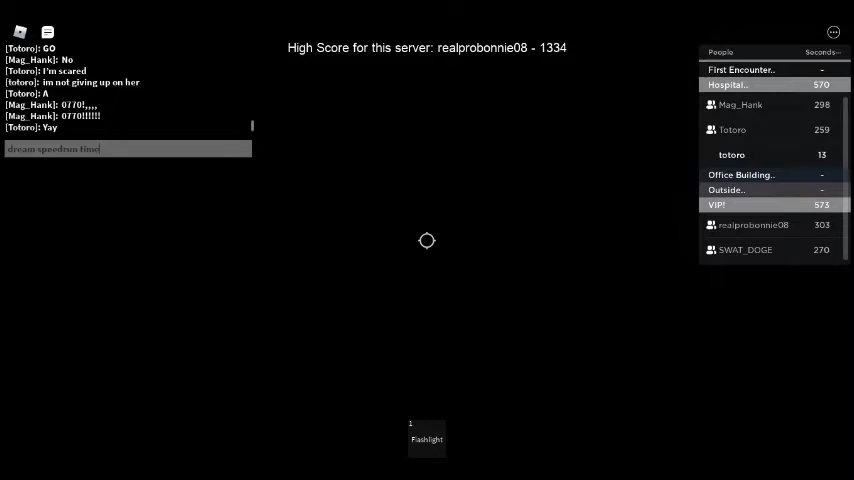 High Score for this server: realprobonnie08 - 1334
[Totoro]: GO
[Mag_Hank]: No
[Totoro]: I'm scared
[totoro]: im not giving up on her
[Totoro]: A
[Mag_Hank]: 0770!,,,,
[Mag_Hank]: 0770!!!!!!
[Totoro]: Yay
dream speedrun time
People Seconds...
First Encounter.. -
Hospital.. 570
Mag_Hank 298
Totoro 259
totoro 13
Office Building.. -
Outside.. -
VIP! 573
realprobonnie08 303
SWAT_DOGE 270
1
Flashlight